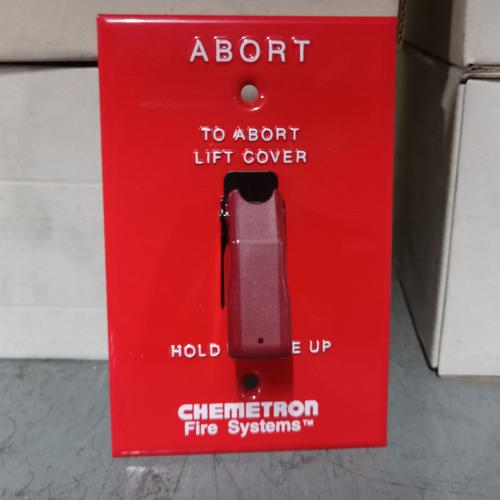 ABORT
TO ABORT
LIFT COVER
HOLD E UP
CHEMETRON
Fire Systems™